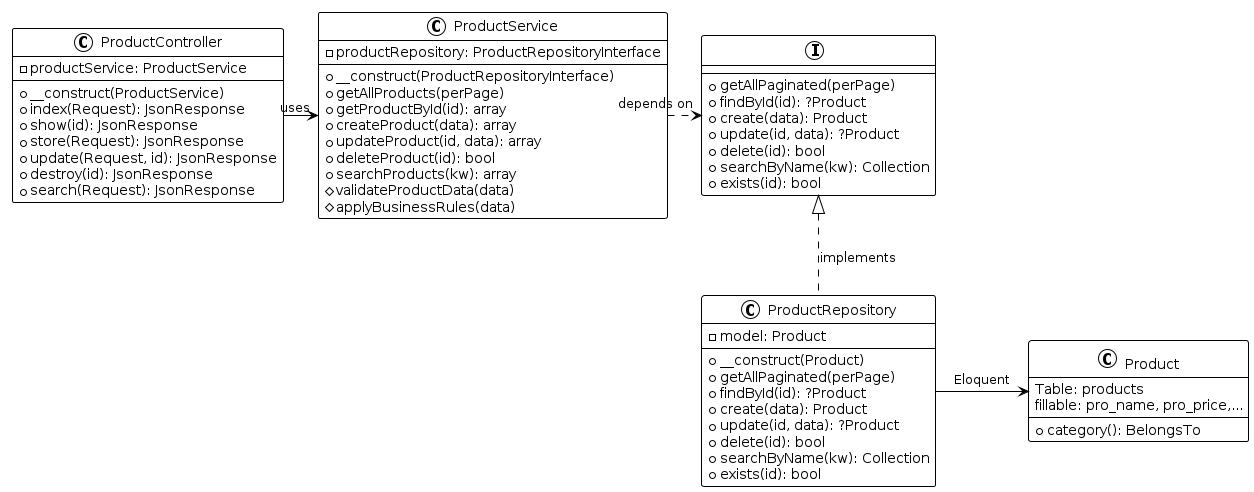 C ProductController
productService: ProductService
__construct(ProductService)
index(Request): JsonResponse
show(id): JsonResponse
store(Request): JsonResponse
update(Request, id): JsonResponse
destroy(id): JsonResponse
search(Request): JsonResponse
uses
C ProductService
productRepository: ProductRepositoryInterface
__construct(ProductRepositoryInterface)
getAllProducts(perPage)
getProductById(id): array
createProduct(data): array
updateProduct(id, data): array
deleteProduct(id): bool
searchProducts(kw): array
validateProductData(data)
applyBusinessRules(data)
depends on
I
getAllPaginated(perPage)
findById(id): ?Product
create(data): Product
update(id, data): ?Product
delete(id): bool
searchByName(kw): Collection
exists(id): bool
implements
C ProductRepository
model: Product
__construct(Product)
getAllPaginated(perPage)
findById(id): ?Product
create(data): Product
update(id, data): ?Product
delete(id): bool
searchByName(kw): Collection
exists(id): bool
Eloquent
C Product
Table: products
fillable: pro_name, pro_price,...
category(): BelongsTo